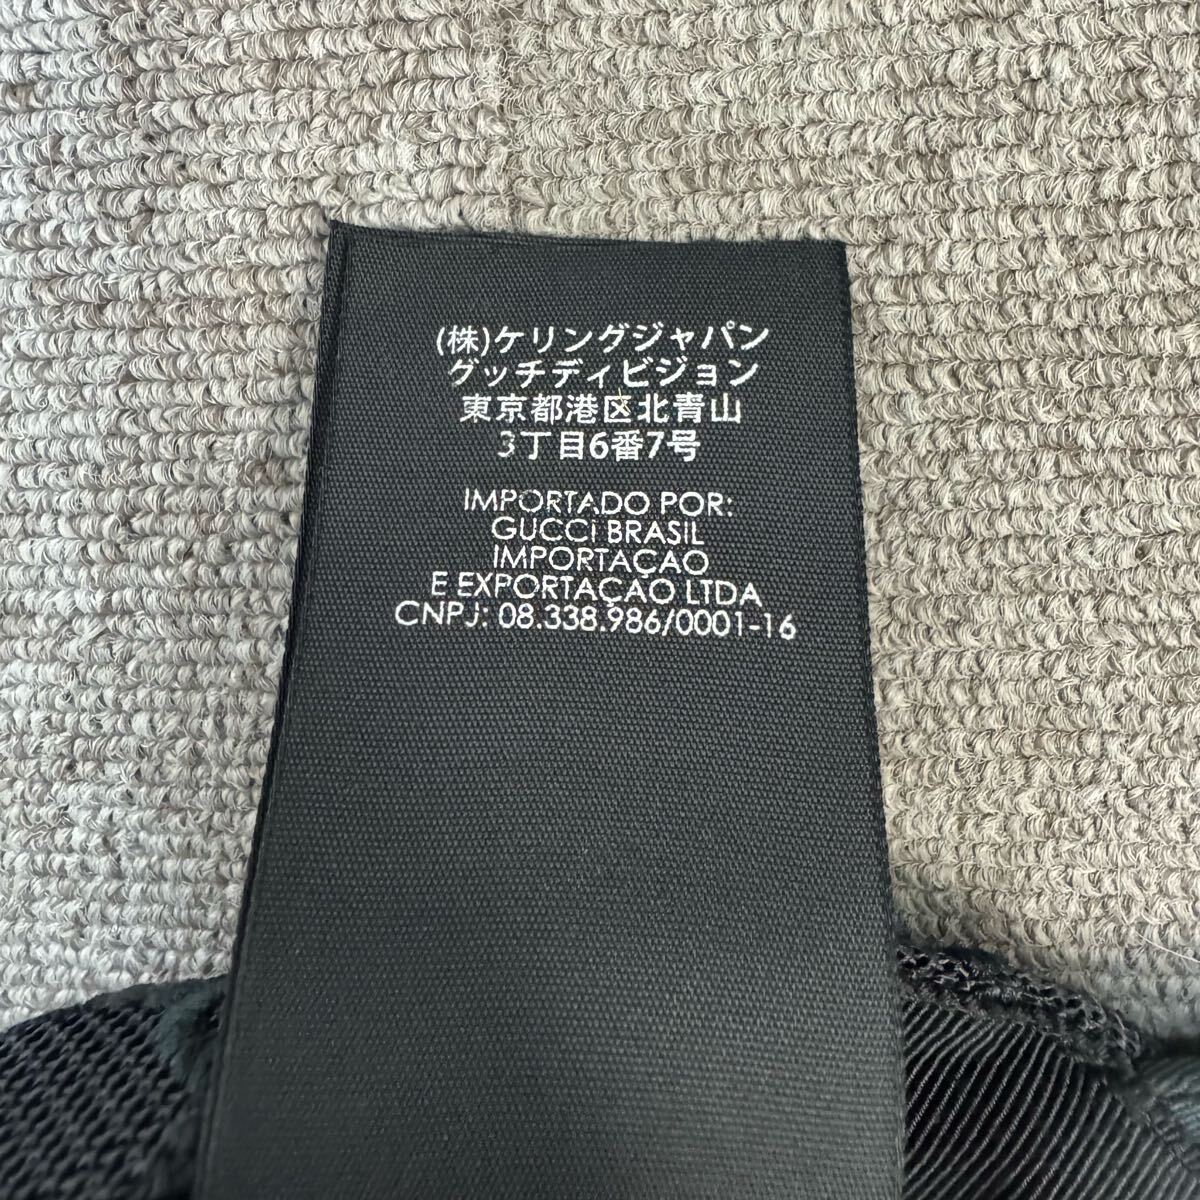 (株)ケリングジャパン
グッチディビジョン
東京都港区北青山
3丁目6番7号
IMPORTADO POR:
GUCCI BRASIL
IMPORTAÇAO
E EXPORTAÇAO LTDA
CNPJ: 08.338.986/0001-16